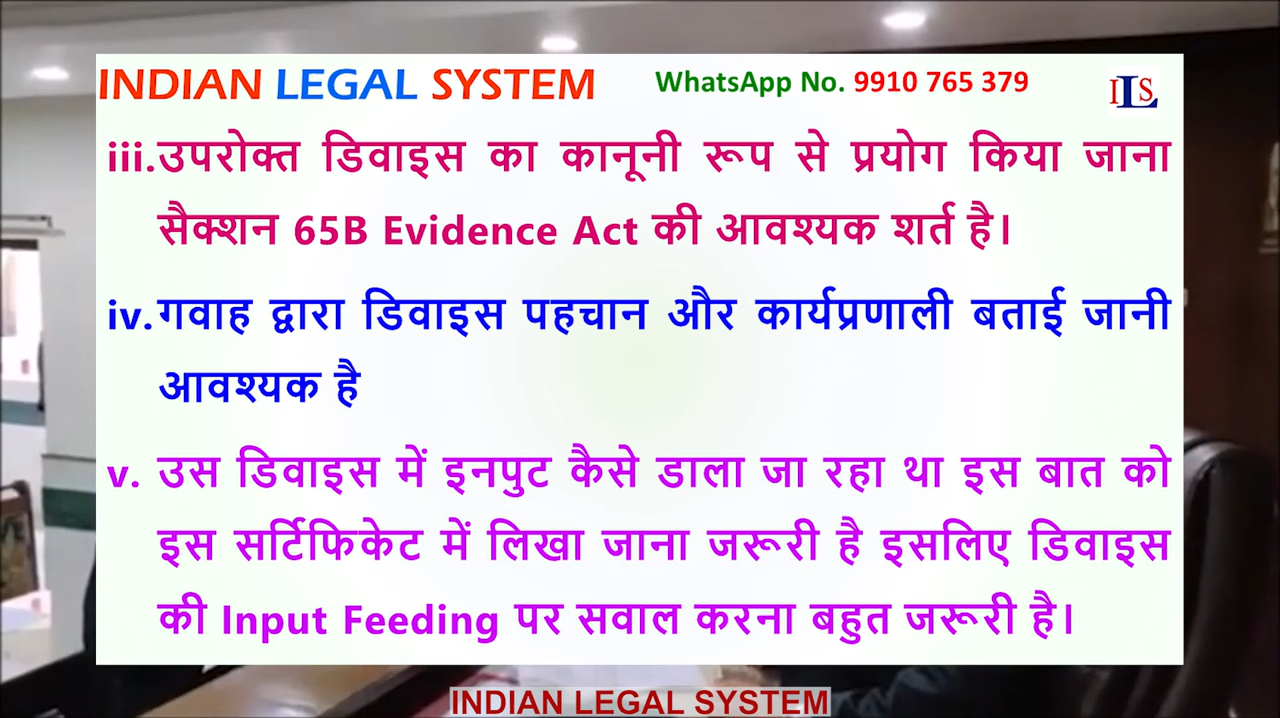 INDIAN LEGAL SYSTEM WhatsApp No. 9910 765 379 ILS
iii.उपरोक्त डिवाइस का कानूनी रूप से प्रयोग किया जाना
सैक्शन 65B Evidence Act की आवश्यक शर्त है।
iv.गवाह द्वारा डिवाइस पहचान और कार्यप्रणाली बताई जानी
आवश्यक है
v. उस डिवाइस में इनपुट कैसे डाला जा रहा था इस बात को
इस सर्टिफिकेट में लिखा जाना जरूरी है इसलिए डिवाइस
की Input Feeding पर सवाल करना बहुत जरूरी है।
INDIAN LEGAL SYSTEM